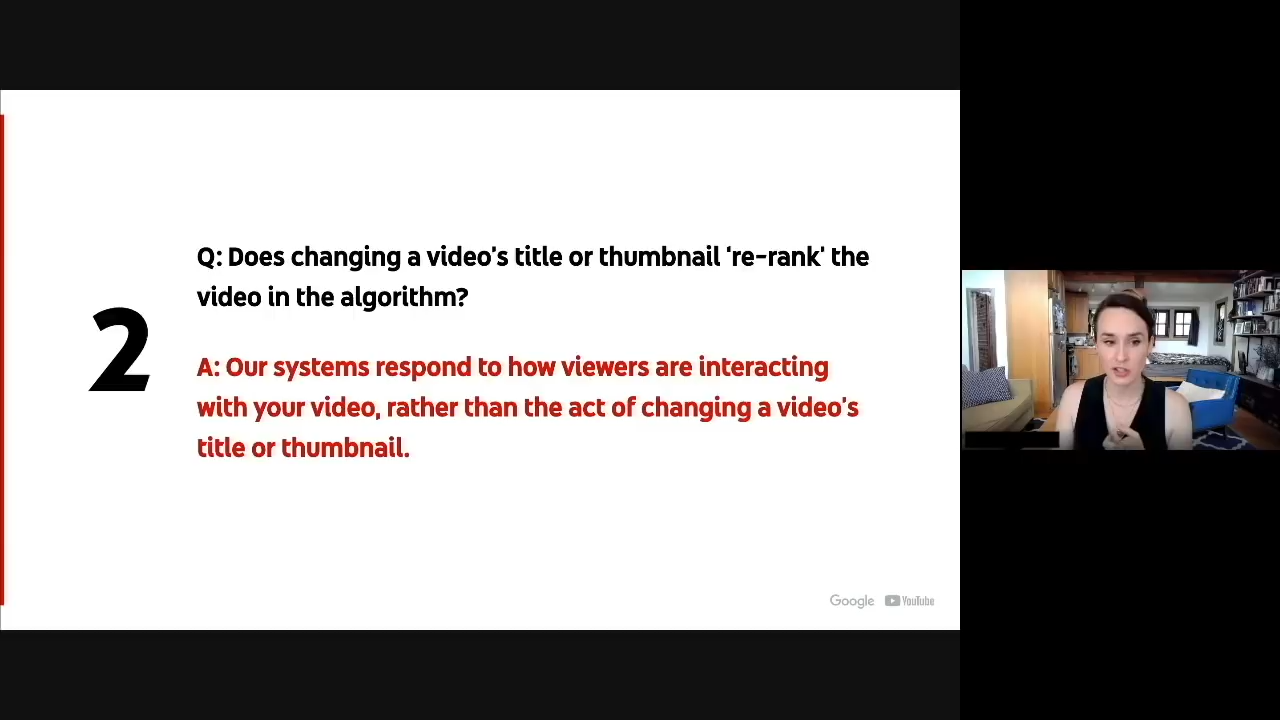 2
Q: Does changing a video's title or thumbnail 're-rank' the
video in the algorithm?
A: Our systems respond to how viewers are interacting
with your video, rather than the act of changing a video's
title or thumbnail.
Google YouTube